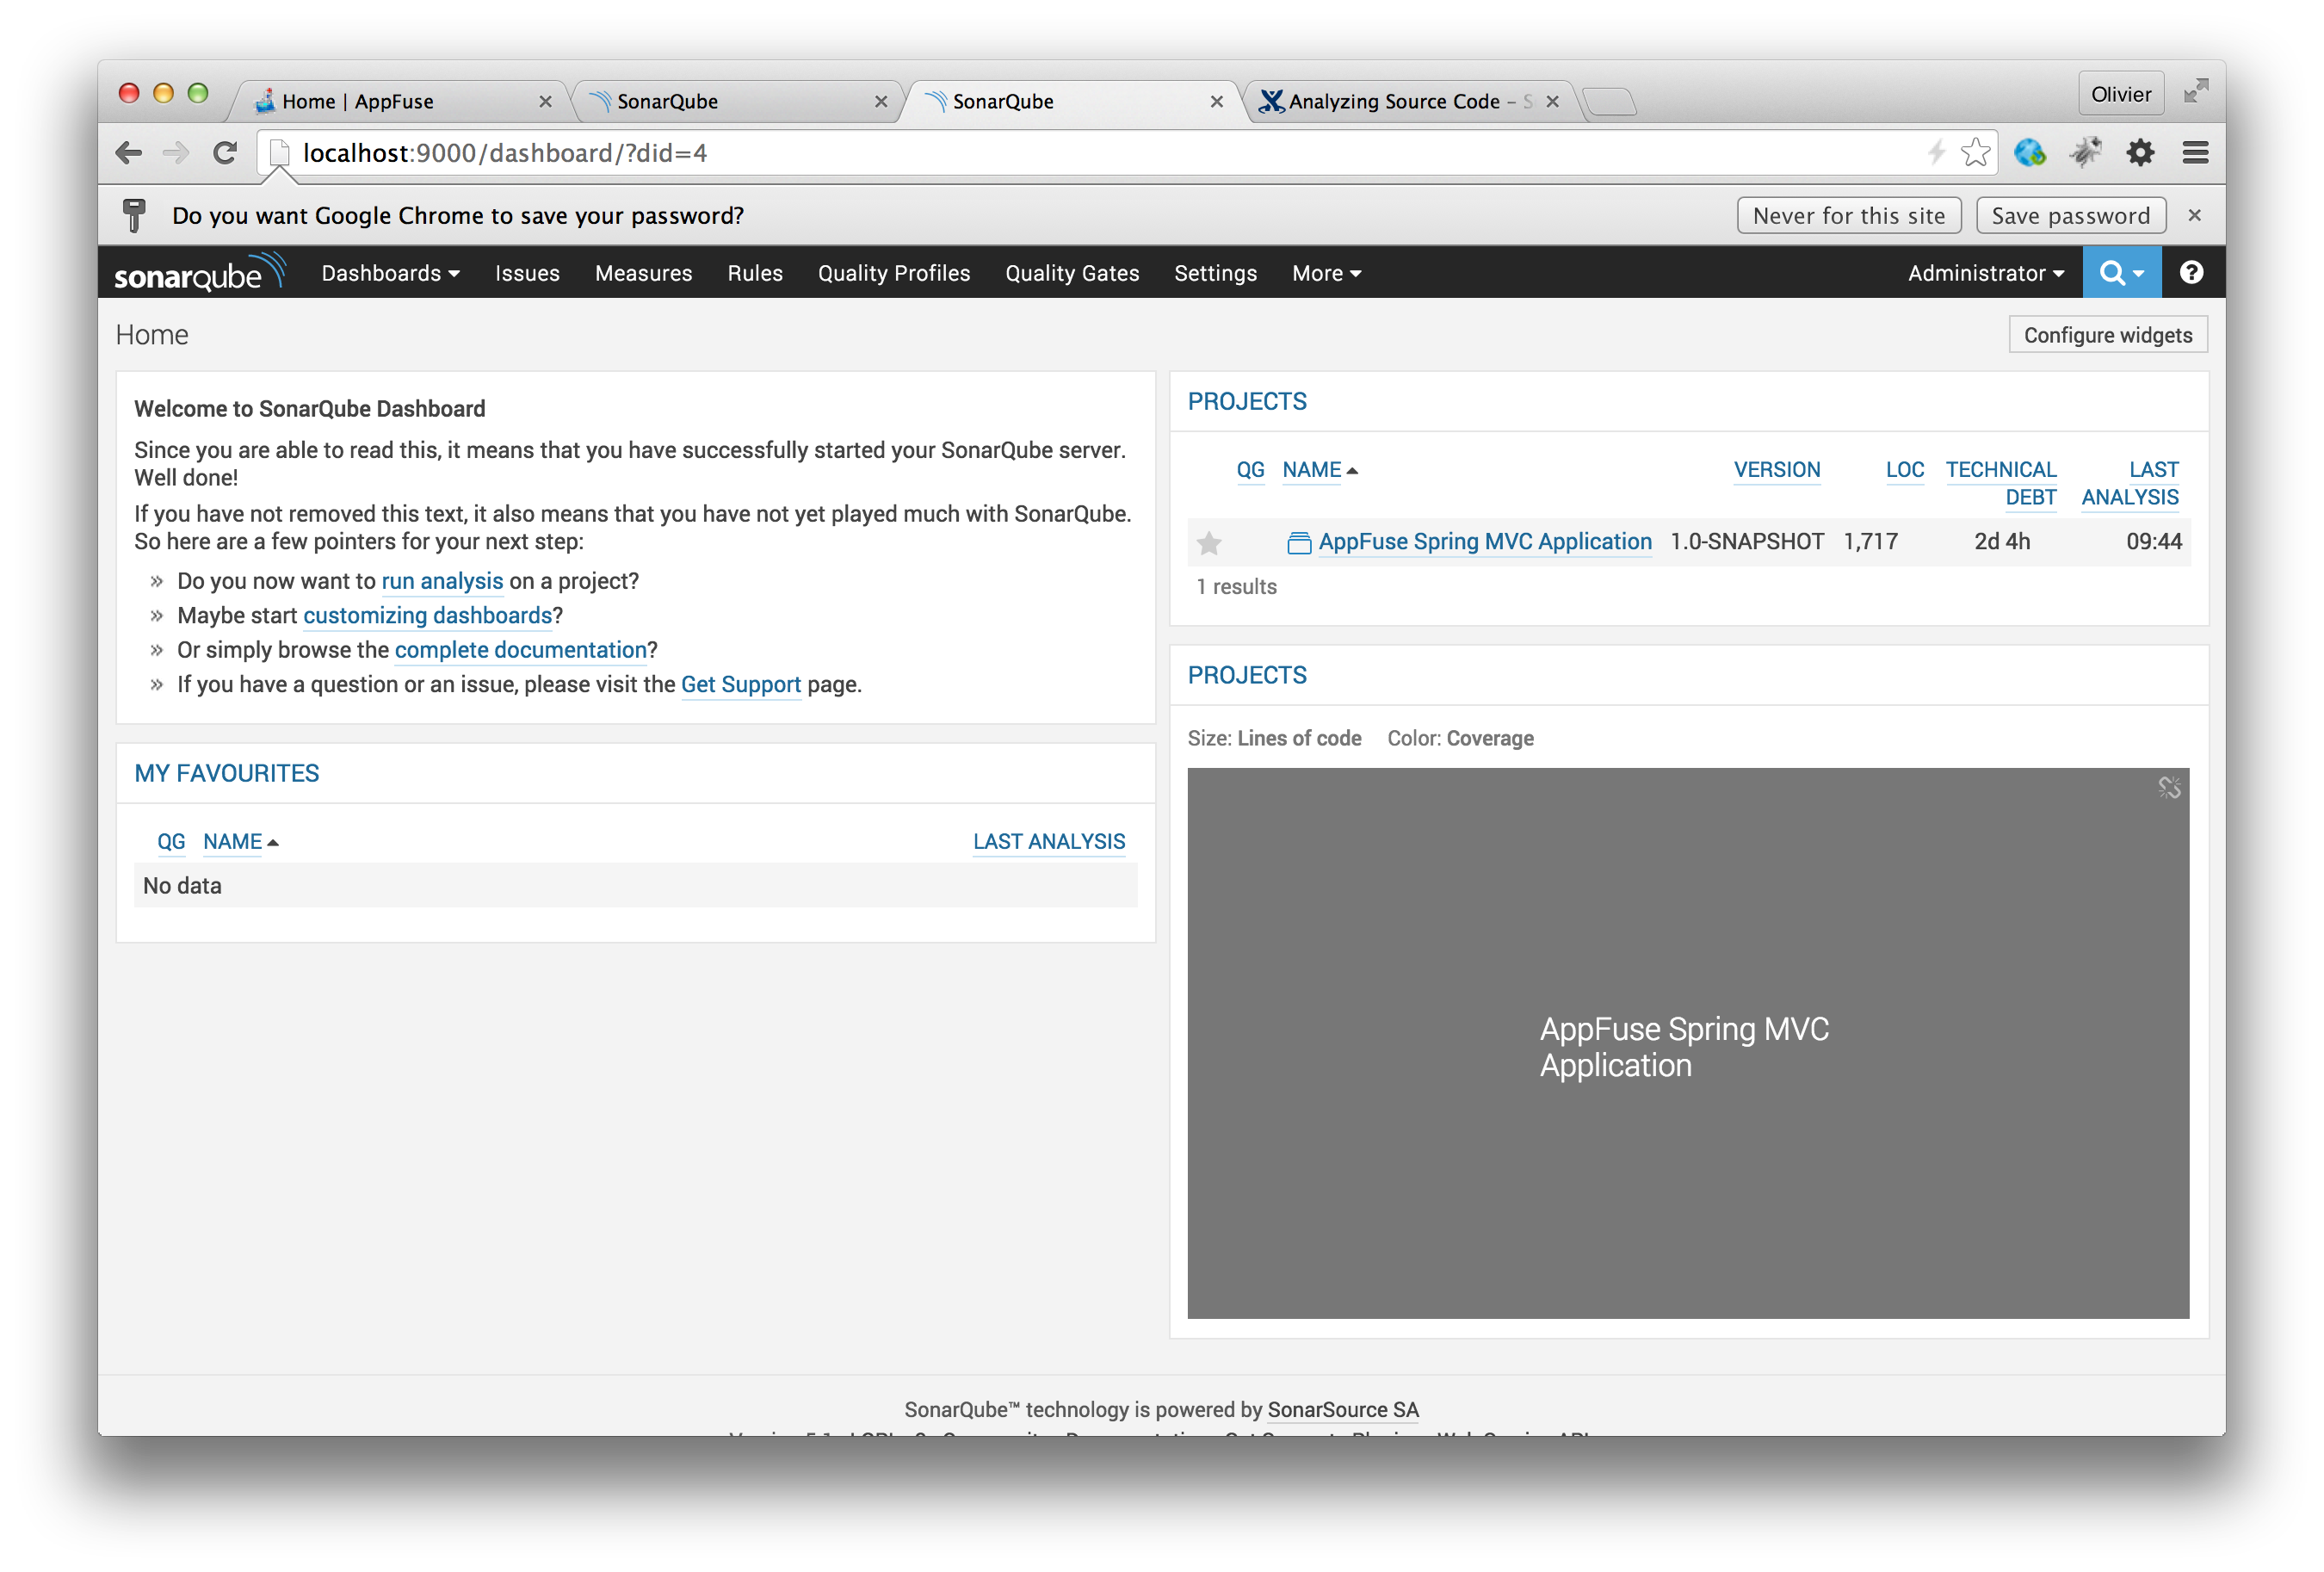 Home | AppFuse
SonarQube
SonarQube
Analyzing Source Code – S
Olivier
localhost:9000/dashboard/?did=4
Do you want Google Chrome to save your password?
Never for this site
Save password
sonarqube
Dashboards
Issues
Measures
Rules
Quality Profiles
Quality Gates
Settings
More
Administrator
Home
Configure widgets
Welcome to SonarQube Dashboard
Since you are able to read this, it means that you have successfully started your SonarQube server.
Well done!
If you have not removed this text, it also means that you have not yet played much with SonarQube.
So here are a few pointers for your next step:
» Do you now want to run analysis on a project?
» Maybe start customizing dashboards?
» Or simply browse the complete documentation?
» If you have a question or an issue, please visit the Get Support page.
MY FAVOURITES
QG NAME LAST ANALYSIS
No data
PROJECTS
QG NAME VERSION LOC TECHNICAL DEBT LAST ANALYSIS
AppFuse Spring MVC Application 1.0-SNAPSHOT 1,717 2d 4h 09:44
1 results
PROJECTS
Size: Lines of code Color: Coverage
AppFuse Spring MVC
Application
SonarQube™ technology is powered by SonarSource SA